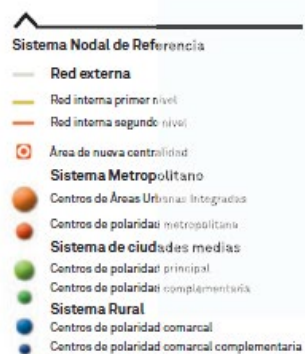 Sistema Nodal de Referencia
Red externa
Red interna primer nivel
Red interna segundo nivel
Área de nueva centralidad
Sistema Metropolitano
Centros de Áreas Urbanas Integradas
Centros de polaridad metropolitana
Sistema de ciudades medias
Centros de polaridad principal
Centros de polaridad complementaria
Sistema Rural
Centros de polaridad comarcal
Centros de polaridad comarcal complementaria